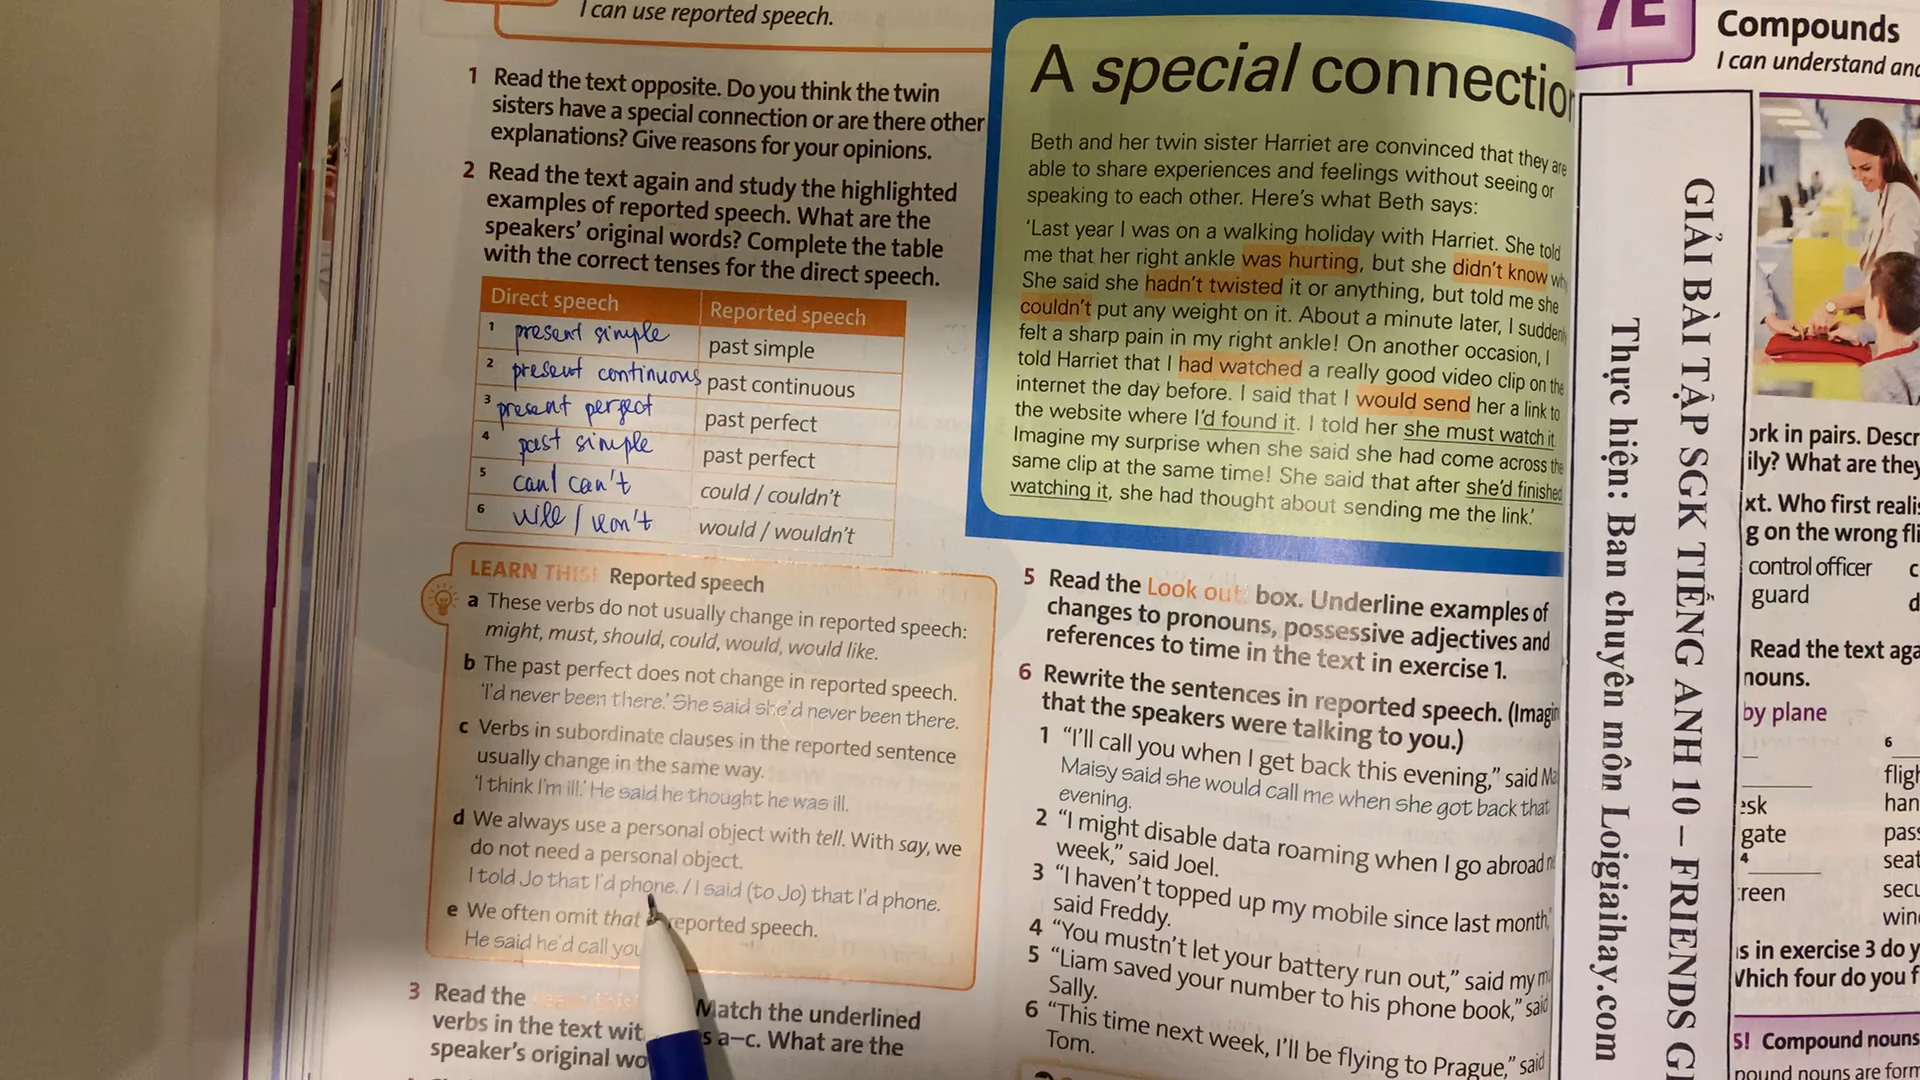 I can use reported speech.
1 Read the text opposite. Do you think the twin
sisters have a special connection or are there other
explanations? Give reasons for your opinions.
2 Read the text again and study the highlighted
examples of reported speech. What are the
speakers' original words? Complete the table
with the correct tenses for the direct speech.
Direct speech Reported speech
1 present simple past simple
2 present continuous past continuous
3 present perfect past perfect
4 past simple past perfect
5 can/ can't could / couldn't
6 will / won't would / wouldn't
LEARN THIS! Reported speech
a These verbs do not usually change in reported speech:
might, must, should, could, would, would like.
b The past perfect does not change in reported speech.
'I'd never been there.' She said she'd never been there.
c Verbs in subordinate clauses in the reported sentence
usually change in the same way.
'I think I'm ill.' He said he thought he was ill.
d We always use a personal object with tell. With say, we
do not need a personal object.
I told Jo that I'd phone. / I said (to Jo) that I'd phone.
e We often omit that reported speech.
He said he'd call you
3 Read the Match the underlined
verbs in the text a–c. What are the
speaker's original
A special connection
Beth and her twin sister Harriet are convinced that they are
able to share experiences and feelings without seeing or
speaking to each other. Here's what Beth says:
'Last year I was on a walking holiday with Harriet. She told
me that her right ankle was hurting, but she didn't know
She said she hadn't twisted it or anything, but told me she
couldn't put any weight on it. About a minute later, I suddenly
felt a sharp pain in my right ankle! On another occasion, I
told Harriet that I had watched a really good video clip on the
internet the day before. I said that I would send her a link to
the website where I'd found it. I told her she must watch it.
Imagine my surprise when she said she had come across the
same clip at the same time! She said that after she'd finished
watching it, she had thought about sending me the link.'
5 Read the Look out! box. Underline examples of
changes to pronouns, possessive adjectives and
references to time in the text in exercise 1.
6 Rewrite the sentences in reported speech. (Imagin
that the speakers were talking to you.)
1 "I'll call you when I get back this evening," said Ma
Maisy said she would call me when she got back that
evening.
2 "I might disable data roaming when I go abroad
week," said Joel.
3 "I haven't topped up my mobile since last month,"
said Freddy.
4 "You mustn't let your battery run out," said my
5 "Liam saved your number to his phone book," said
Sally.
6 "This time next week, I'll be flying to Prague," said
Tom.
GIẢI BÀI TẬP SGK TIẾNG ANH 10 – FRIENDS GL
Thực hiện: Ban chuyên môn Loigiaihay.com
7E
Compounds
I can understand and
ork in pairs. Descr
ily? What are they
xt. Who first realis
g on the wrong fli
control officer c
guard d
Read the text aga
nouns.
by plane
6
fligh
esk han
gate pass
4 seat
reen secu
wind
s in exercise 3 do y
Which four do you f
S! Compound nouns
pound nouns are form